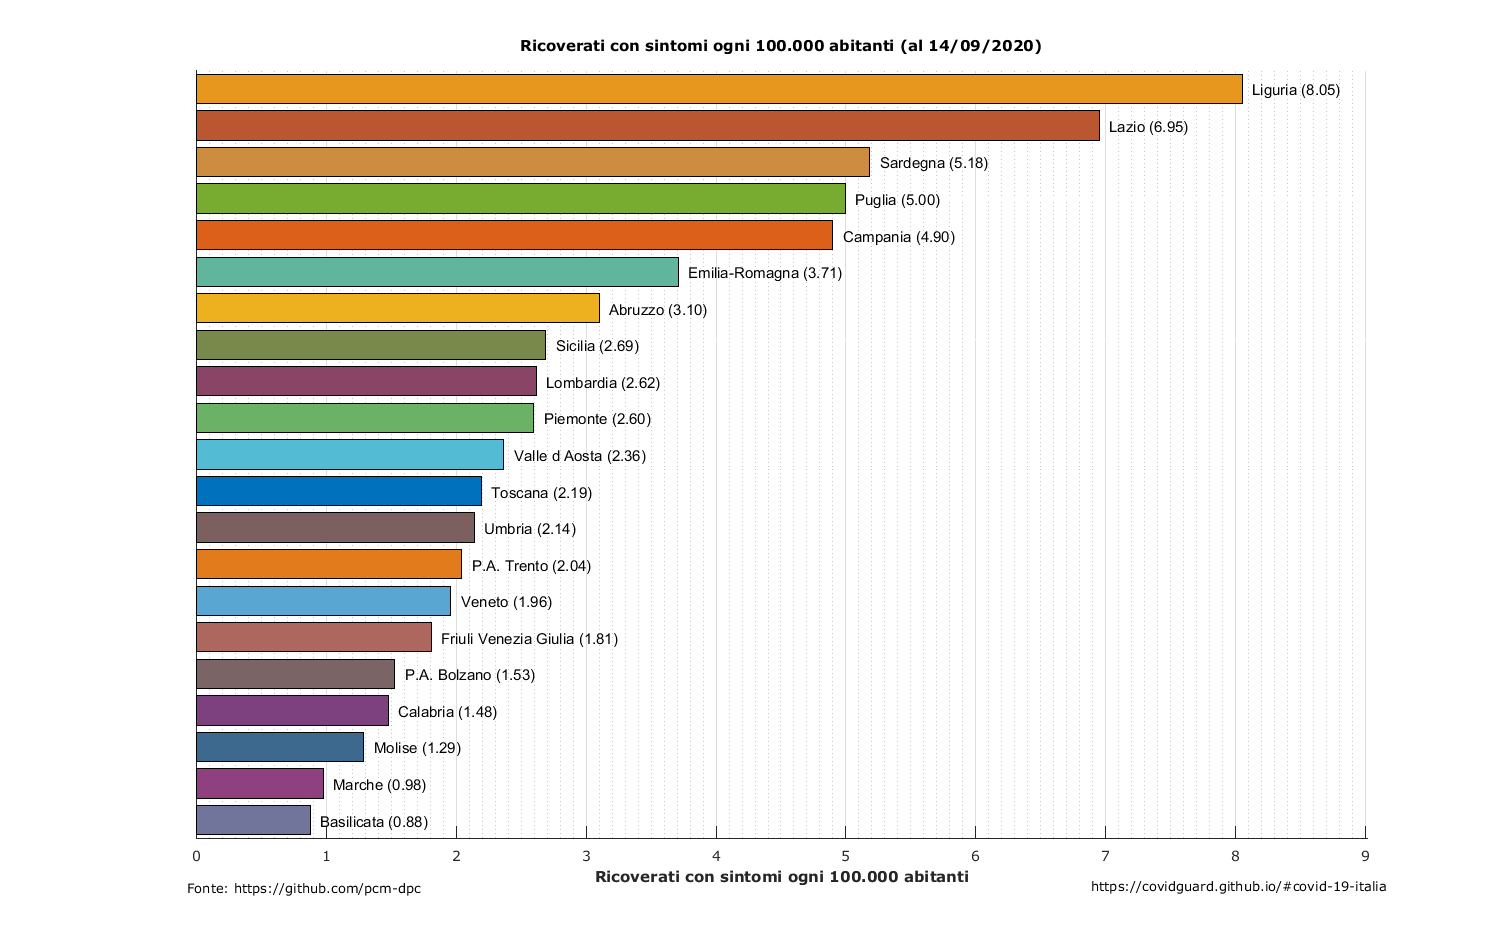 Ricoverati con sintomi ogni 100.000 abitanti (al 14/09/2020)
Liguria (8.05)
Lazio (6.95)
Sardegna (5.18)
Puglia (5.00)
Campania (4.90)
Emilia-Romagna (3.71)
Abruzzo (3.10)
Sicilia (2.69)
Lombardia (2.62)
Piemonte (2.60)
Valle d Aosta (2.36)
Toscana (2.19)
Umbria (2.14)
P.A. Trento (2.04)
Veneto (1.96)
Friuli Venezia Giulia (1.81)
P.A. Bolzano (1.53)
Calabria (1.48)
Molise (1.29)
Marche (0.98)
Basilicata (0.88)
0 1 2 3 4 5 6 7 8 9
Ricoverati con sintomi ogni 100.000 abitanti
Fonte: https://github.com/pcm-dpc
https://covidguard.github.io/#covid-19-italia